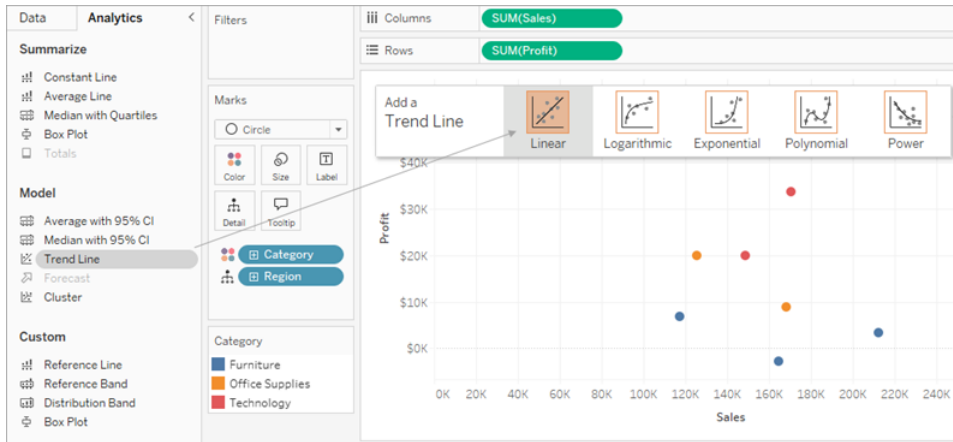 Data
Analytics
Summarize
Constant Line
Average Line
Median with Quartiles
Box Plot
Totals
Model
Average with 95% CI
Median with 95% CI
Trend Line
Forecast
Cluster
Custom
Reference Line
Reference Band
Distribution Band
Box Plot
Filters
Marks
Circle
Color Size Label
Detail Tooltip
Category
Region
Category
Furniture
Office Supplies
Technology
Columns SUM(Sales)
Rows SUM(Profit)
Add a
Trend Line
Linear Logarithmic Exponential Polynomial Power
$40K
$30K
$20K
$10K
$0K
Profit
0K 20K 40K 60K 80K 100K 120K 140K 160K 180K 200K 220K 240K
Sales